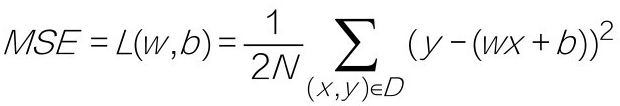 MSE = L(w,b) = 1/2N ∑ (x,y)∈D (y-(wx+b))²